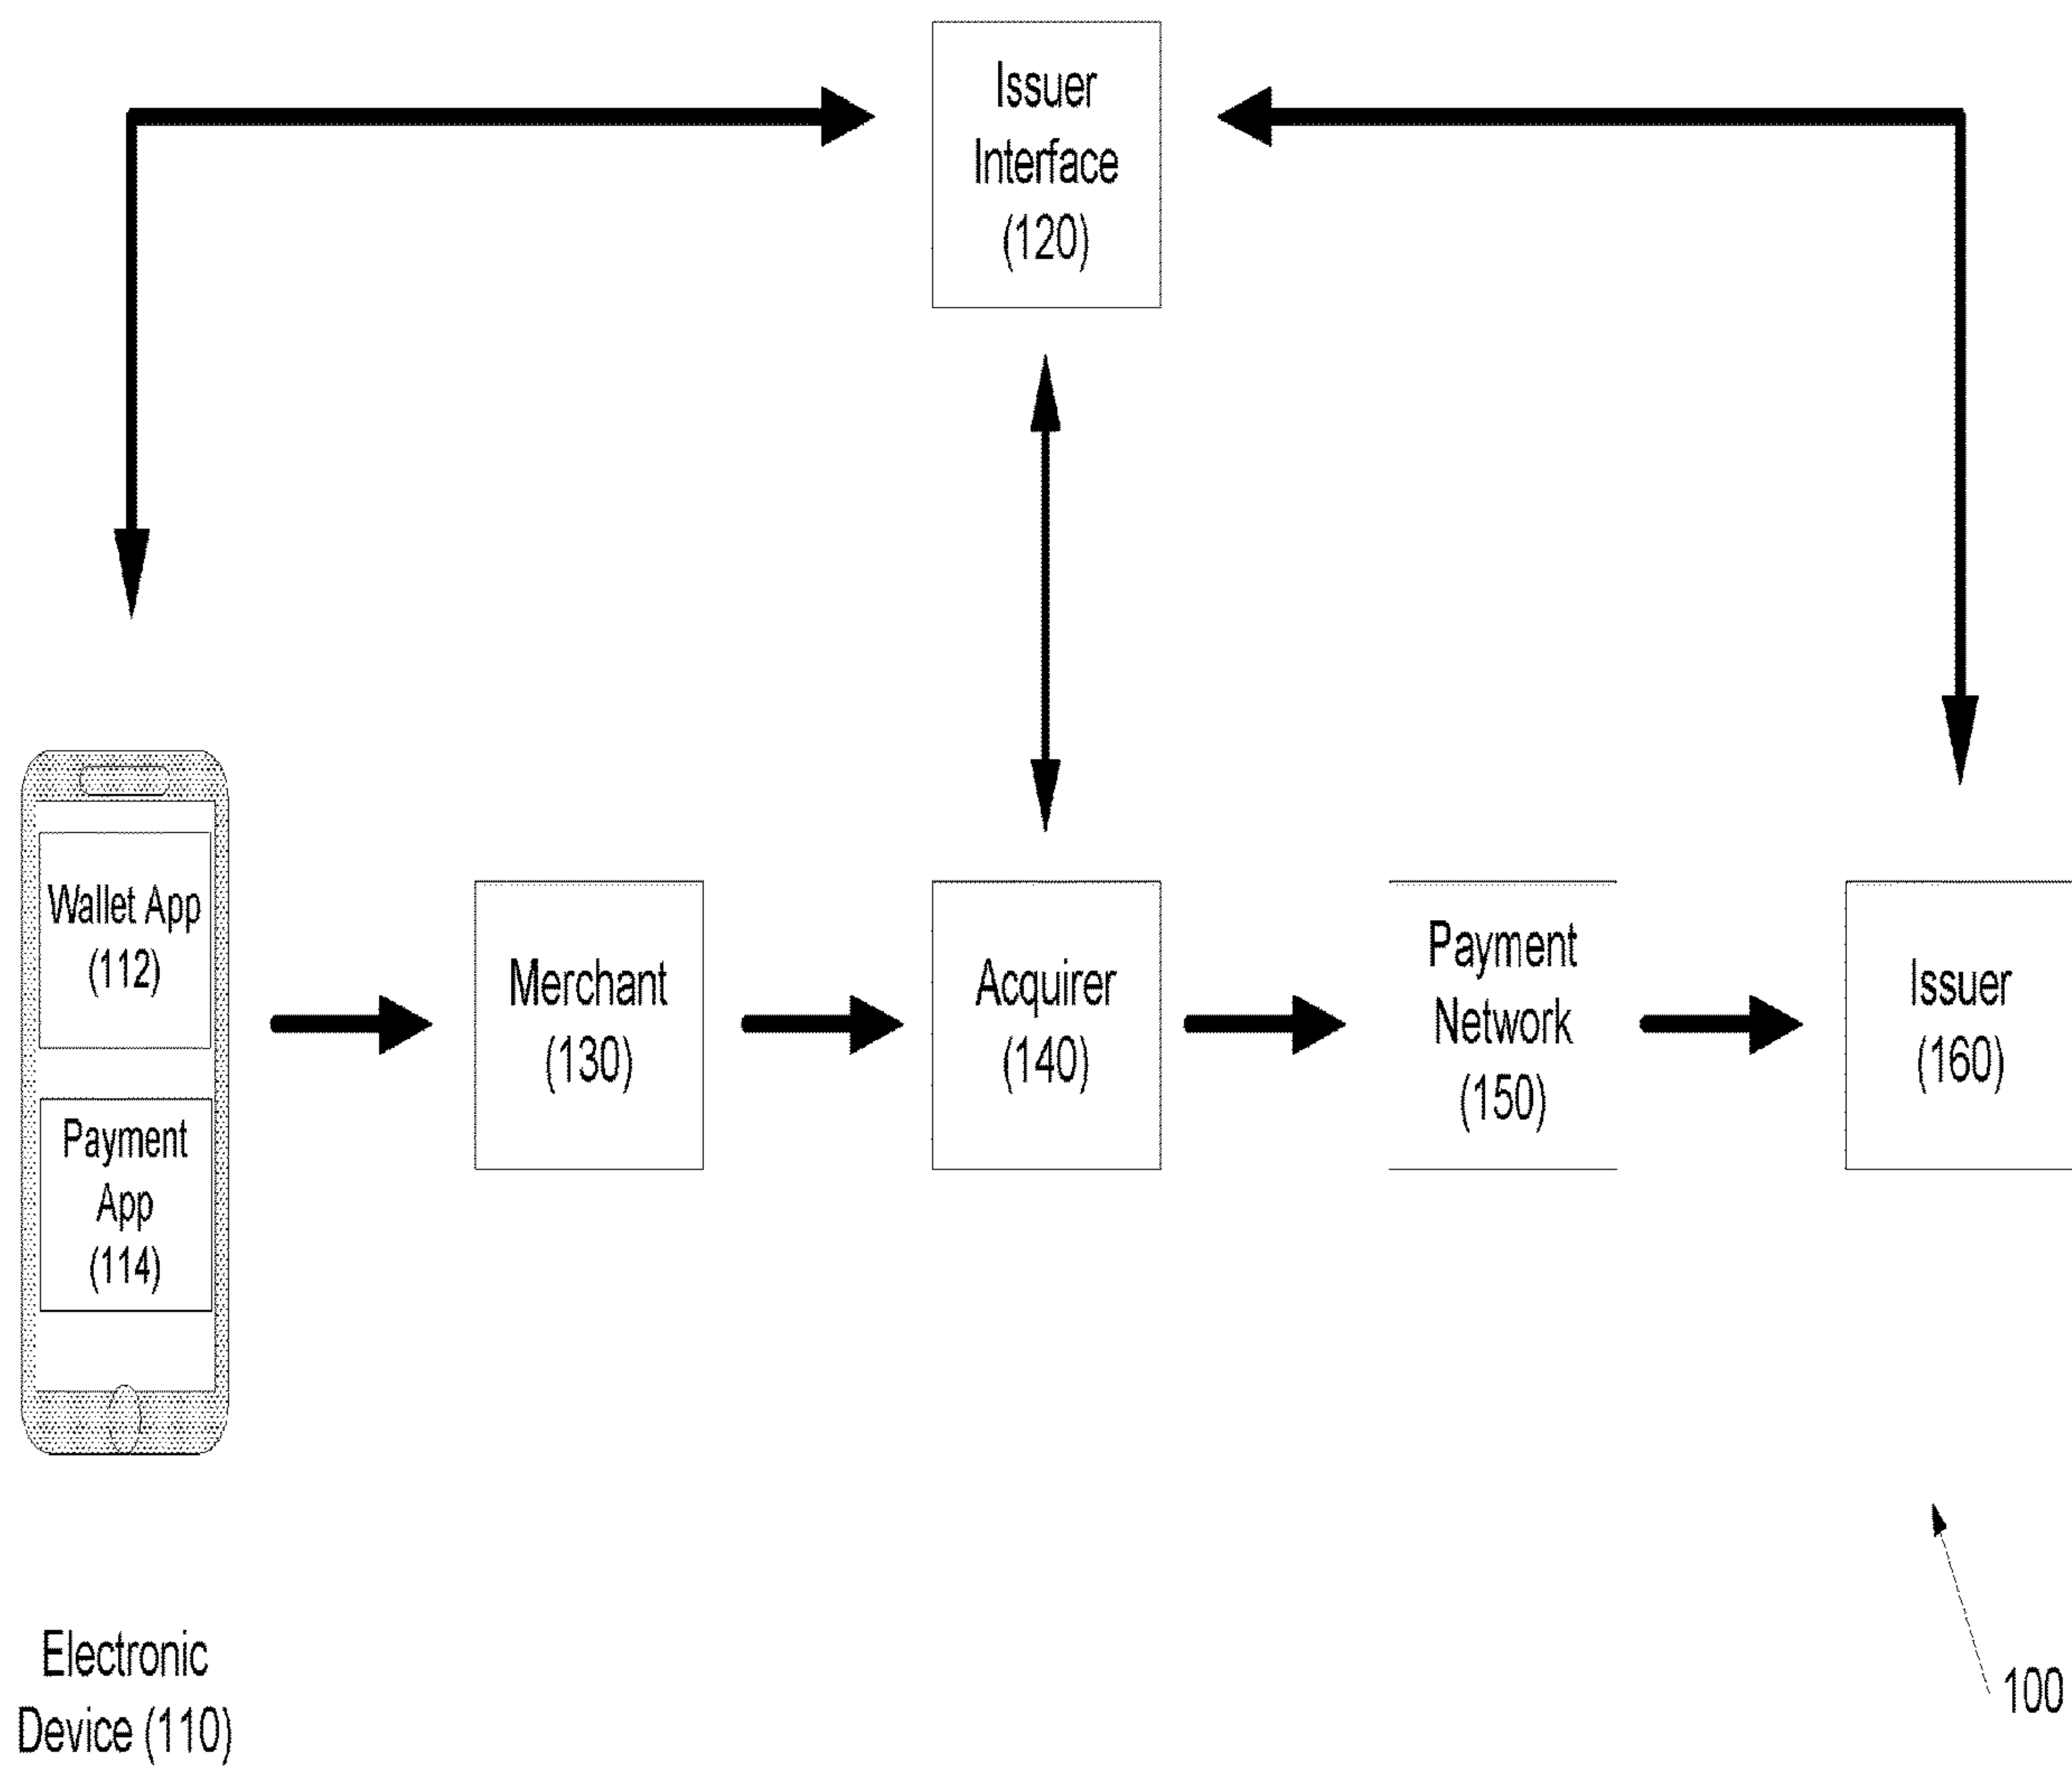 Issuer
Interface
(120)
Wallet App
(112)
Payment
App
(114)
Merchant
(130)
Acquirer
(140)
Payment
Network
(150)
Issuer
(160)
Electronic
Device (110)
100